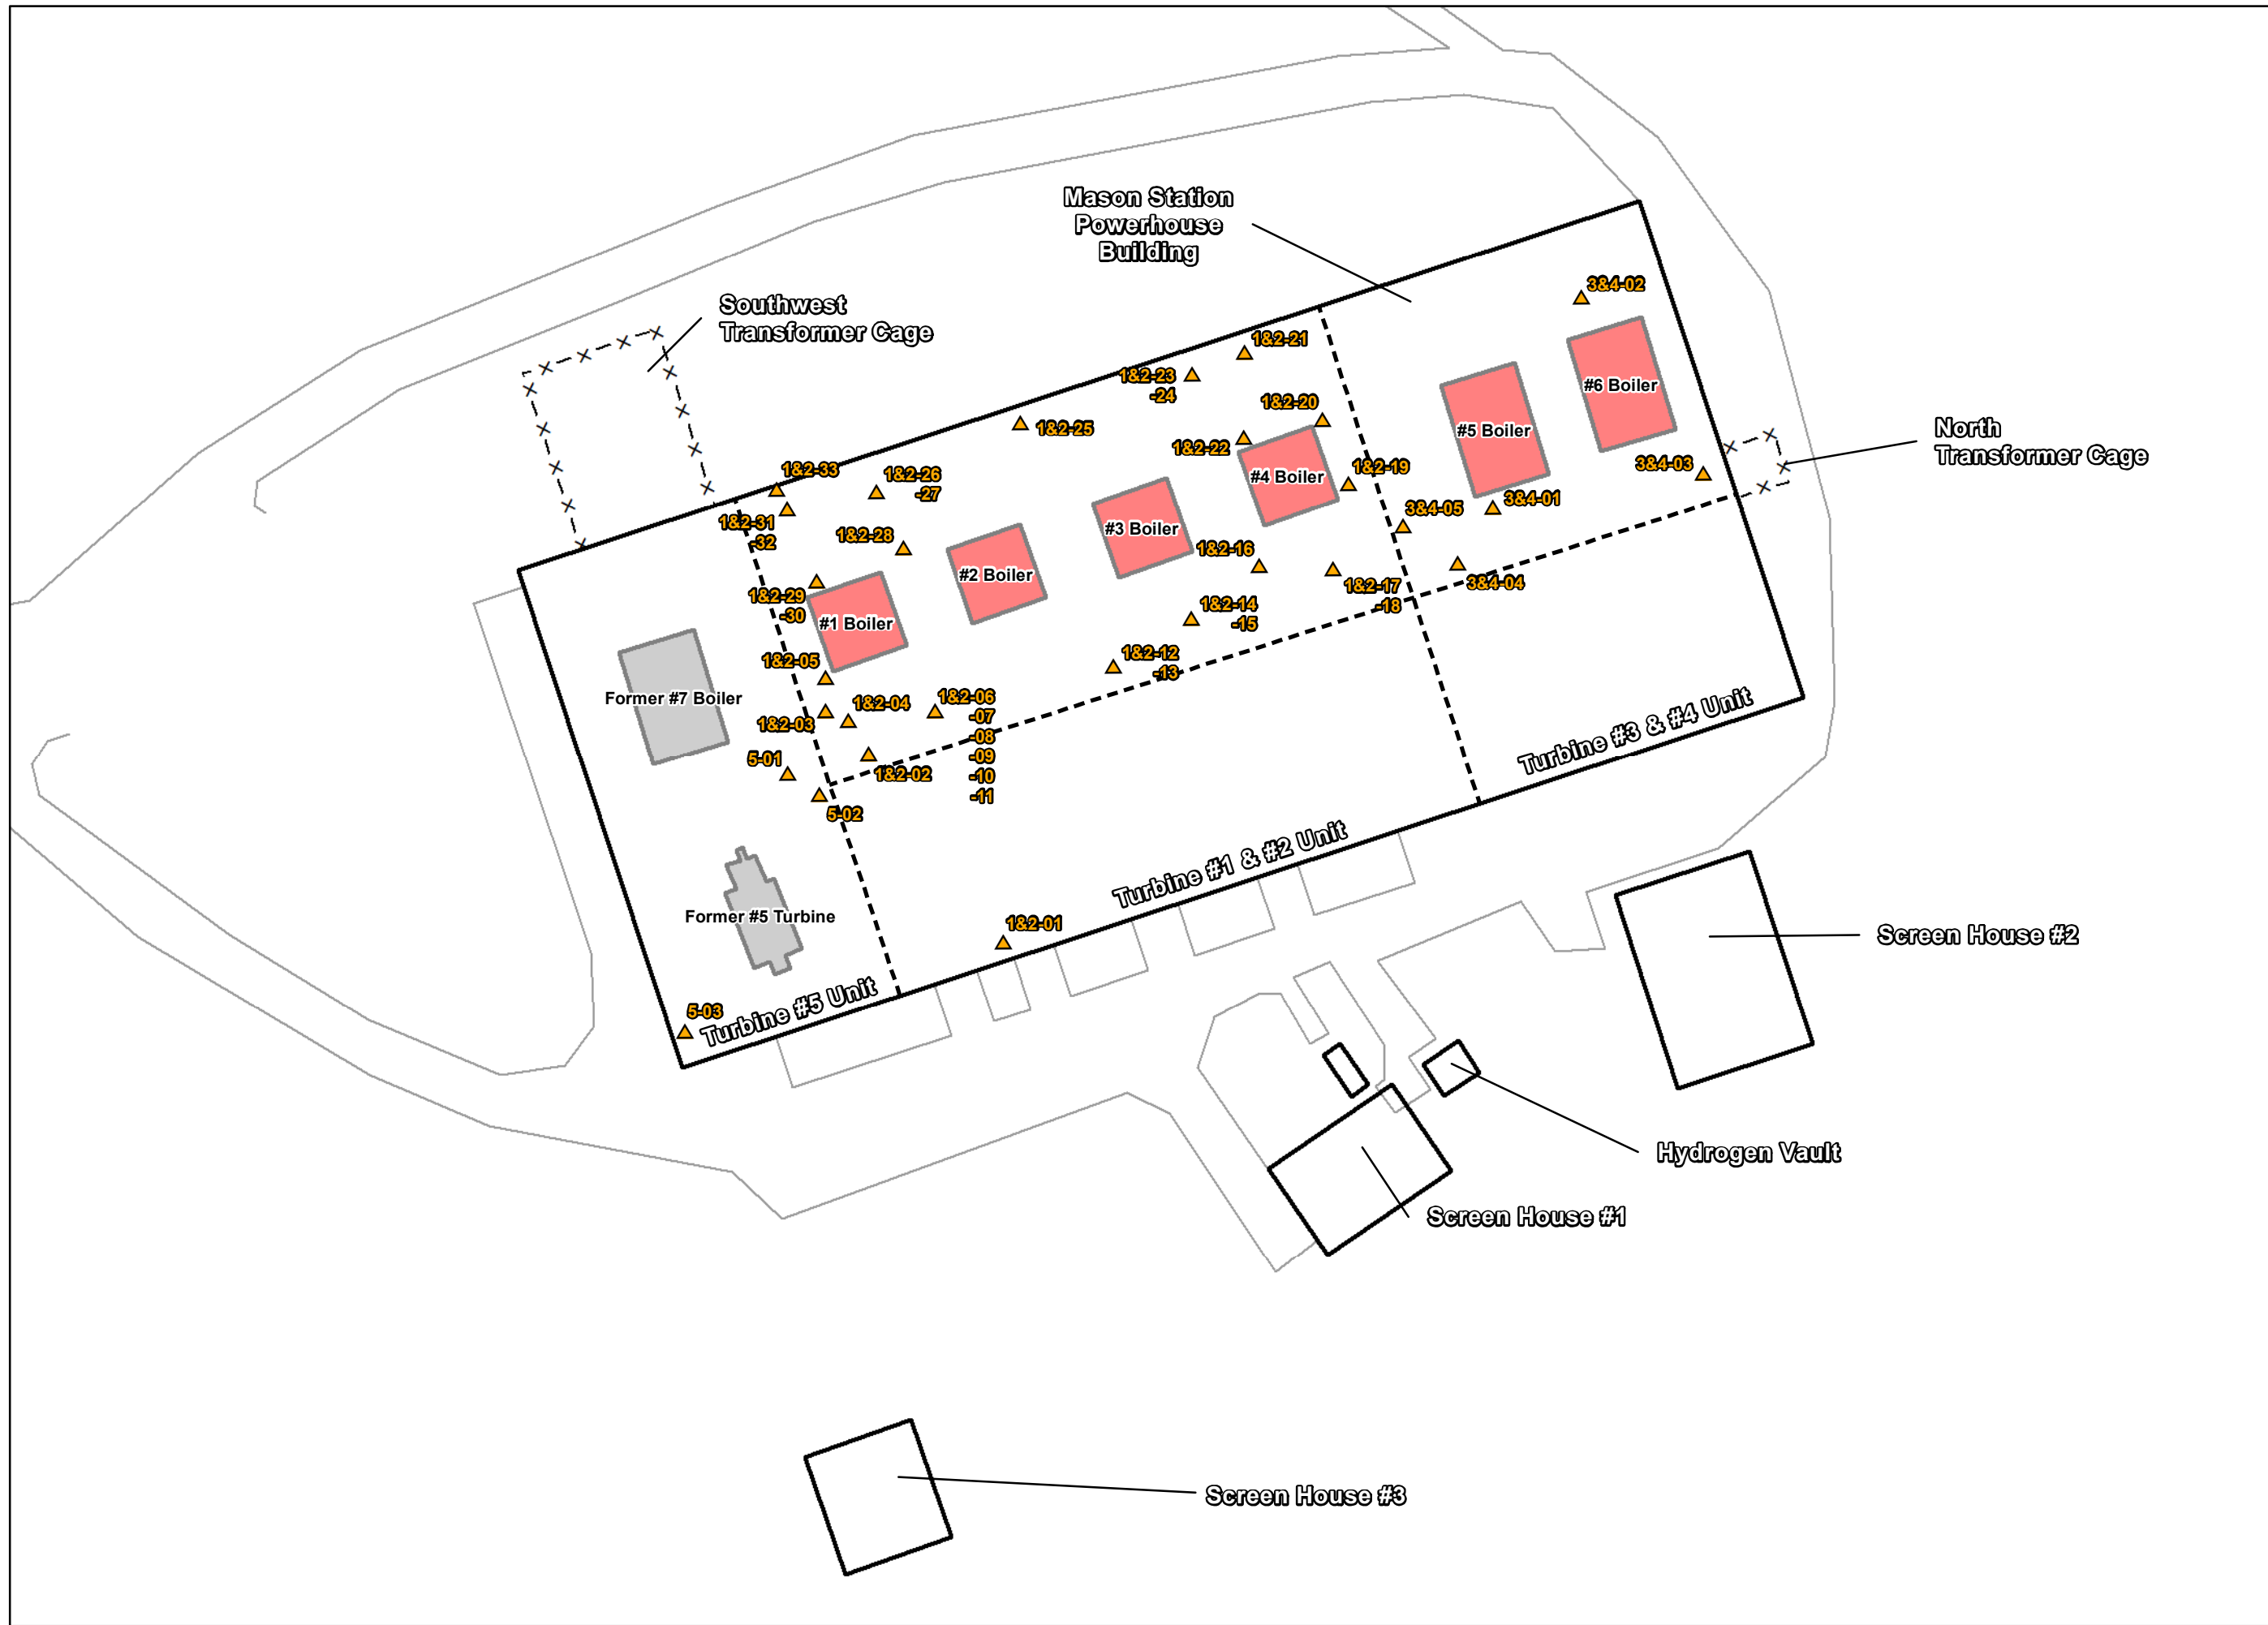 Mason Station
Powerhouse
Building
Southwest
Transformer Cage
3&4-02
1&2-21
1&2-23
-24
#6 Boiler
1&2-20
1&2-25
#5 Boiler
North
Transformer Cage
1&2-22
3&4-03
1&2-33
1&2-19
1&2-26
-27
#4 Boiler
3&4-01
3&4-05
1&2-31
-32
#3 Boiler
1&2-28
1&2-16
#2 Boiler
3&4-04
1&2-17
-18
1&2-29
-30
1&2-14
-15
#1 Boiler
1&2-12
-13
1&2-05
Former #7 Boiler
1&2-06
-07
-08
-09
-10
-11
1&2-04
1&2-03
5-01
1&2-02
5-02
Turbine #3 & #4 Unit
Turbine #1 & #2 Unit
Former #5 Turbine
1&2-01
Screen House #2
5-03
Turbine #5 Unit
Hydrogen Vault
Screen House #1
Screen House #3